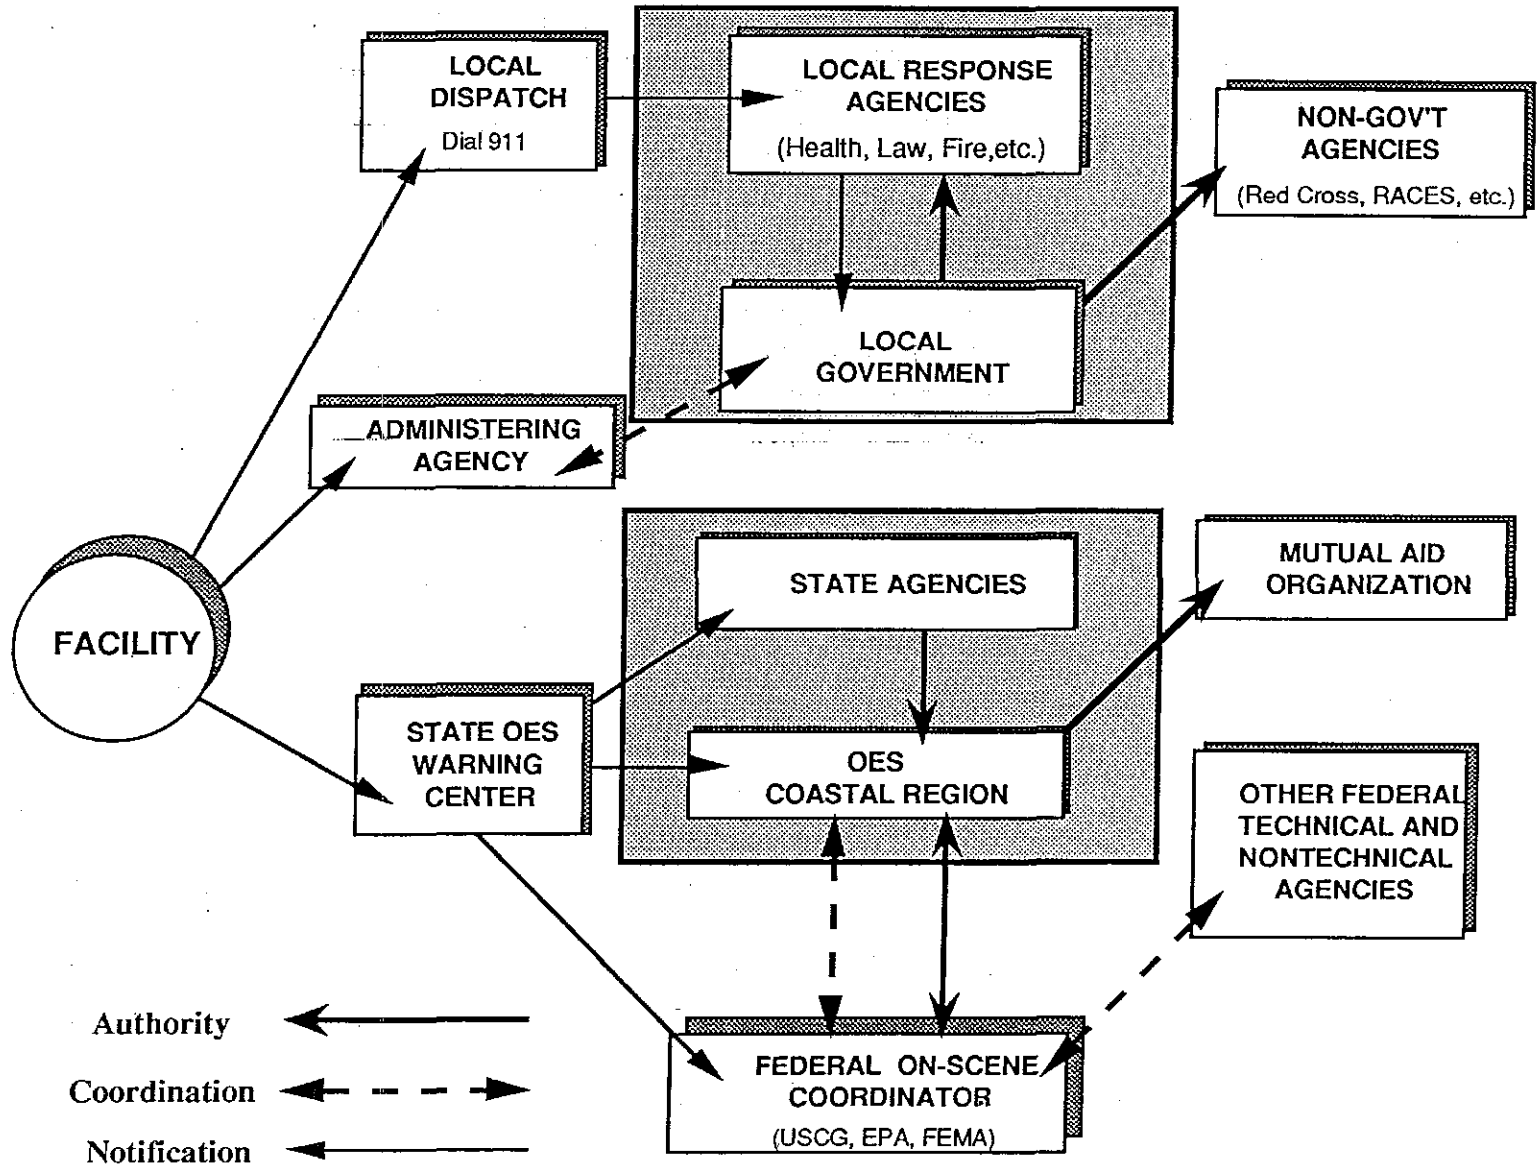 LOCAL
DISPATCH
Dial 911
LOCAL RESPONSE
AGENCIES
(Health, Law, Fire,etc.)
NON-GOV'T
AGENCIES
(Red Cross, RACES, etc.)
LOCAL
GOVERNMENT
ADMINISTERING
AGENCY
FACILITY
STATE AGENCIES
MUTUAL AID
ORGANIZATION
STATE OES
WARNING
CENTER
OES
COASTAL REGION
OTHER FEDERAL
TECHNICAL AND
NONTECHNICAL
AGENCIES
FEDERAL ON-SCENE
COORDINATOR
(USCG, EPA, FEMA)
Authority
Coordination
Notification